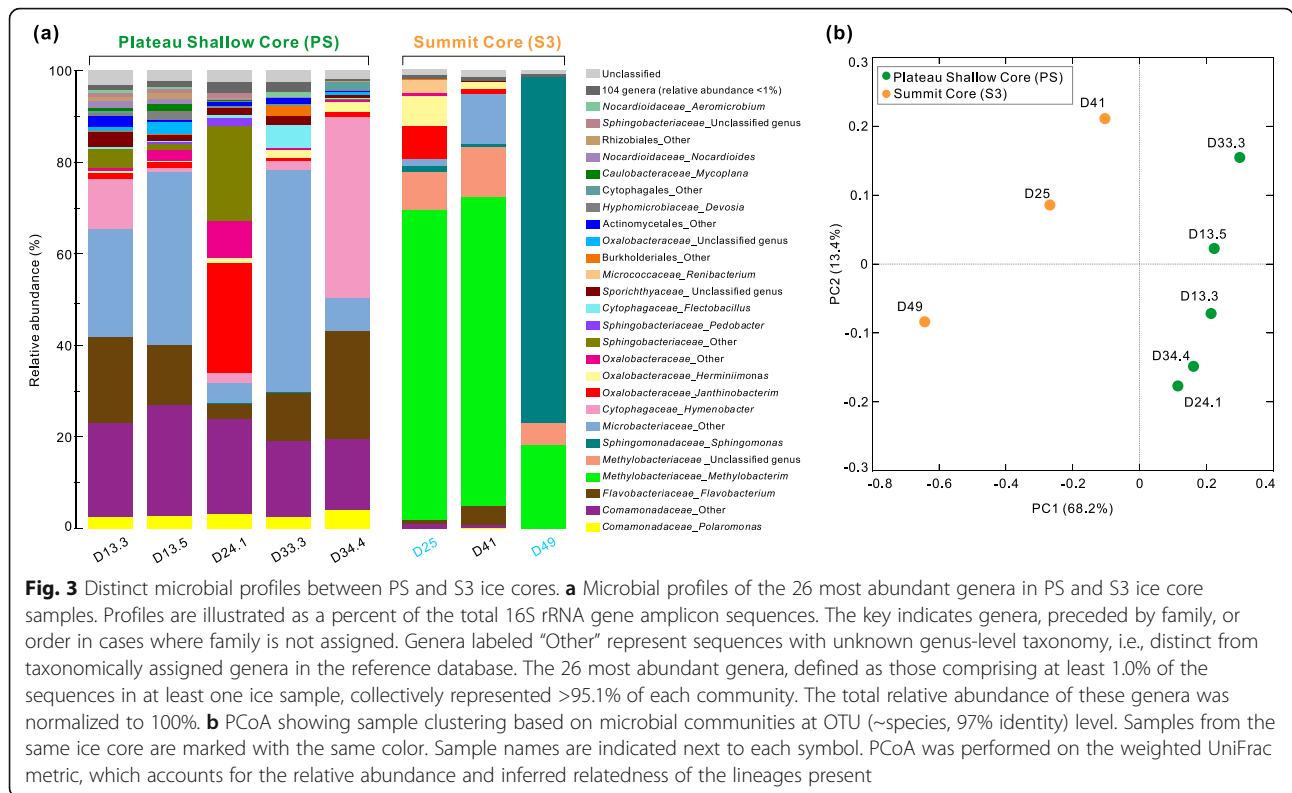 (a)
Plateau Shallow Core (PS)
Summit Core (S3)
Relative abundance (%)
100
80
60
40
20
0
D13.3
D13.5
D24.1
D33.3
D34.4
D25
D41
D49
Unclassified
104 genera (relative abundance <1%)
Nocardioidaceae_Aeromicrobium
Sphingobacteriaceae_Unclassified genus
Rhizobiales_Other
Nocardioidaceae_Nocardioides
Caulobacteraceae_Mycoplana
Cytophagales_Other
Hyphomicrobiaceae_Devosia
Actinomycetales_Other
Oxalobacteraceae_Unclassified genus
Burkholderiales_Other
Micrococcaceae_Renibacterium
Sporichthyaceae_Unclassified genus
Cytophagaceae_Flectobacillus
Sphingobacteriaceae_Pedobacter
Sphingobacteriaceae_Other
Oxalobacteraceae_Other
Oxalobacteraceae_Herminiimonas
Oxalobacteraceae_Janthinobacterim
Cytophagaceae_Hymenobacter
Microbacteriaceae_Other
Sphingomonadaceae_Sphingomonas
Methylobacteriaceae_Unclassified genus
Methylobacteriaceae_Methylobacterim
Flavobacteriaceae_Flavobacterium
Comamonadaceae_Other
Comamonadaceae_Polaromonas
(b)
Plateau Shallow Core (PS)
Summit Core (S3)
PC2 (13.4%)
0.3
0.2
0.1
0
-0.1
-0.2
-0.3
D41
D33.3
D25
D13.5
D13.3
D49
D34.4
D24.1
-0.8
-0.6
-0.4
-0.2
0
0.2
0.4
PC1 (68.2%)
Fig. 3 Distinct microbial profiles between PS and S3 ice cores. a Microbial profiles of the 26 most abundant genera in PS and S3 ice core
samples. Profiles are illustrated as a percent of the total 16S rRNA gene amplicon sequences. The key indicates genera, preceded by family, or
order in cases where family is not assigned. Genera labeled “Other” represent sequences with unknown genus-level taxonomy, i.e., distinct from
taxonomically assigned genera in the reference database. The 26 most abundant genera, defined as those comprising at least 1.0% of the
sequences in at least one ice sample, collectively represented >95.1% of each community. The total relative abundance of these genera was
normalized to 100%. b PCoA showing sample clustering based on microbial communities at OTU (~species, 97% identity) level. Samples from the
same ice core are marked with the same color. Sample names are indicated next to each symbol. PCoA was performed on the weighted UniFrac
metric, which accounts for the relative abundance and inferred relatedness of the lineages present